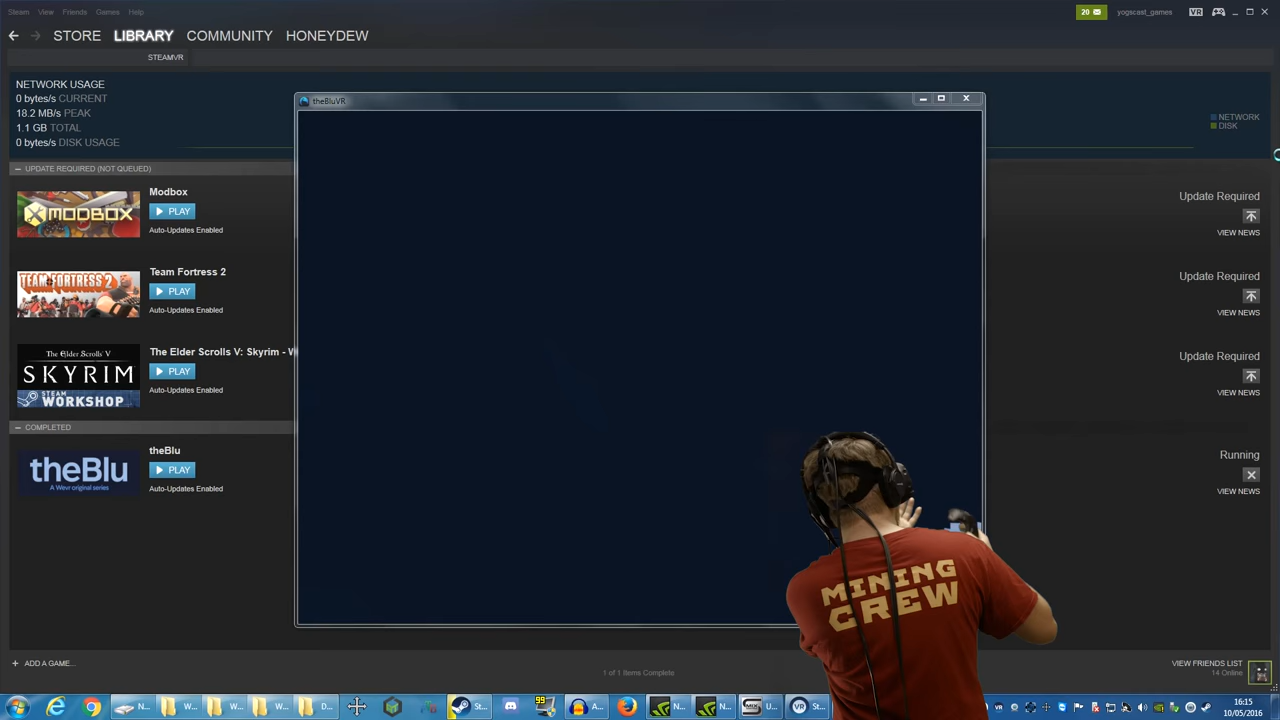 Steam View Friends Games Help
20 yogscast_games VR
STORE LIBRARY COMMUNITY HONEYDEW
STEAMVR
NETWORK USAGE
0 bytes/s CURRENT
18.2 MB/s PEAK
1.1 GB TOTAL
0 bytes/s DISK USAGE
NETWORK
DISK
theBluVR
UPDATE REQUIRED (NOT QUEUED)
MODBOX
Modbox
PLAY
Auto-Updates Enabled
Update Required
VIEW NEWS
TEAM FORTRESS 2
Team Fortress 2
PLAY
Auto-Updates Enabled
Update Required
VIEW NEWS
The Elder Scrolls V
SKYRIM
STEAM WORKSHOP
The Elder Scrolls V: Skyrim -
PLAY
Auto-Updates Enabled
Update Required
VIEW NEWS
COMPLETED
theBlu
A Wevr original series
theBlu
PLAY
Auto-Updates Enabled
Running
VIEW NEWS
MINING
CREW
+ ADD A GAME...
1 of 1 Items Complete
VIEW FRIENDS LIST
14 Online
N... W... W... W... D... St... 99 A... N... N... U... VR St...
16:15
10/05/2016